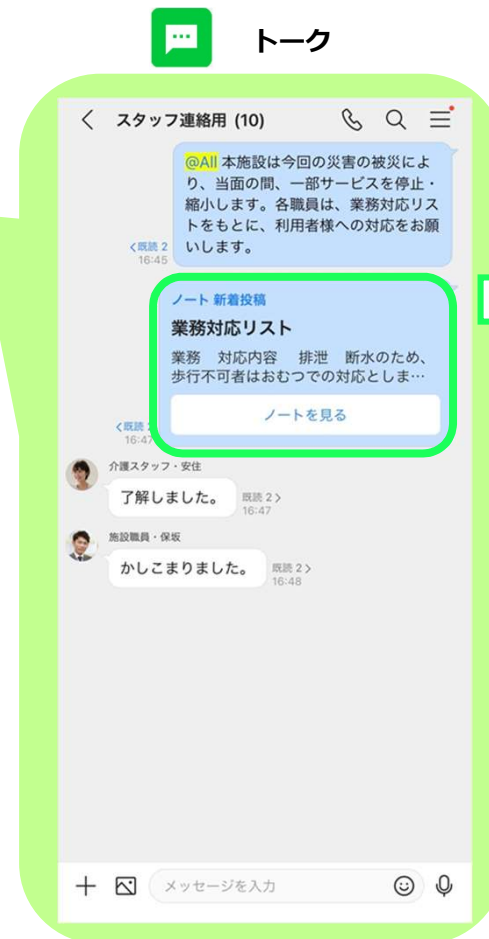 トーク
スタッフ連絡用 (10)
@All 本施設は今回の災害の被災によ
り、当面の間、一部サービスを停止・
縮小します。各職員は、業務対応リス
トをもとに、利用者様への対応をお願
いします。
既読 2
16:45
ノート 新着投稿
業務対応リスト
業務 対応内容 排泄 断水のため、
歩行不可者はおむつでの対応としま…
ノートを見る
既読
16:47
介護スタッフ・安住
了解しました。
既読 2
16:47
施設職員・保坂
かしこまりました。
既読 2
16:48
メッセージを入力